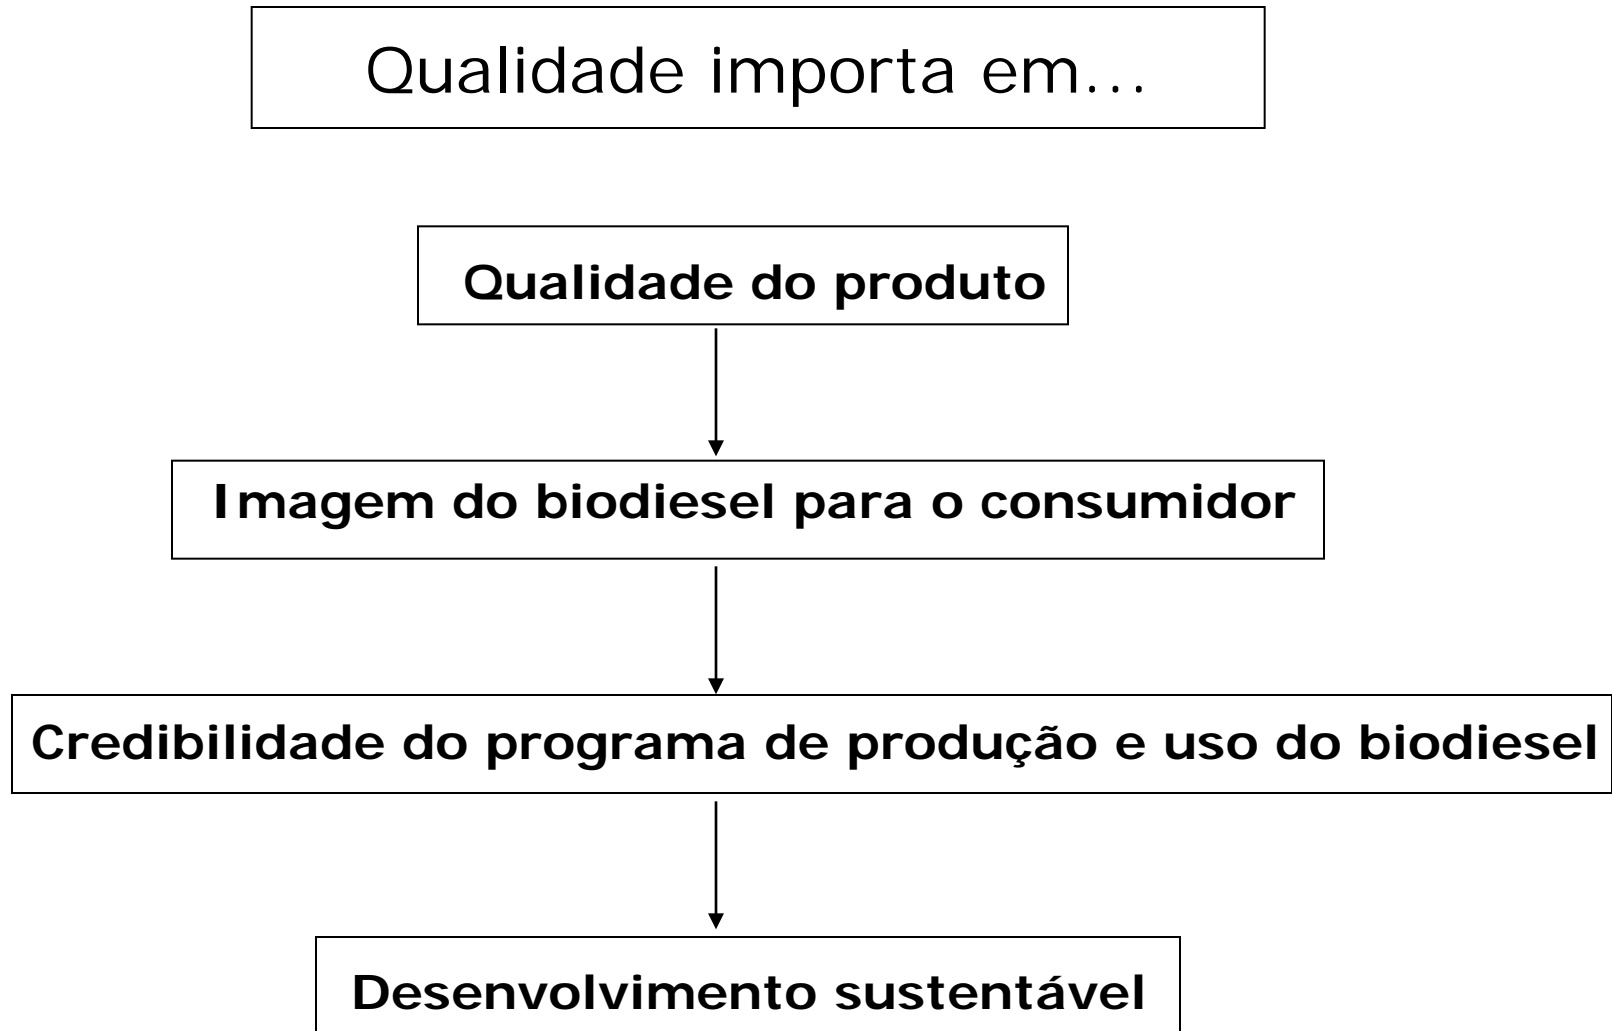 Qualidade importa em...
Qualidade do produto
Imagem do biodiesel para o consumidor
Credibilidade do programa de produção e uso do biodiesel
Desenvolvimento sustentável